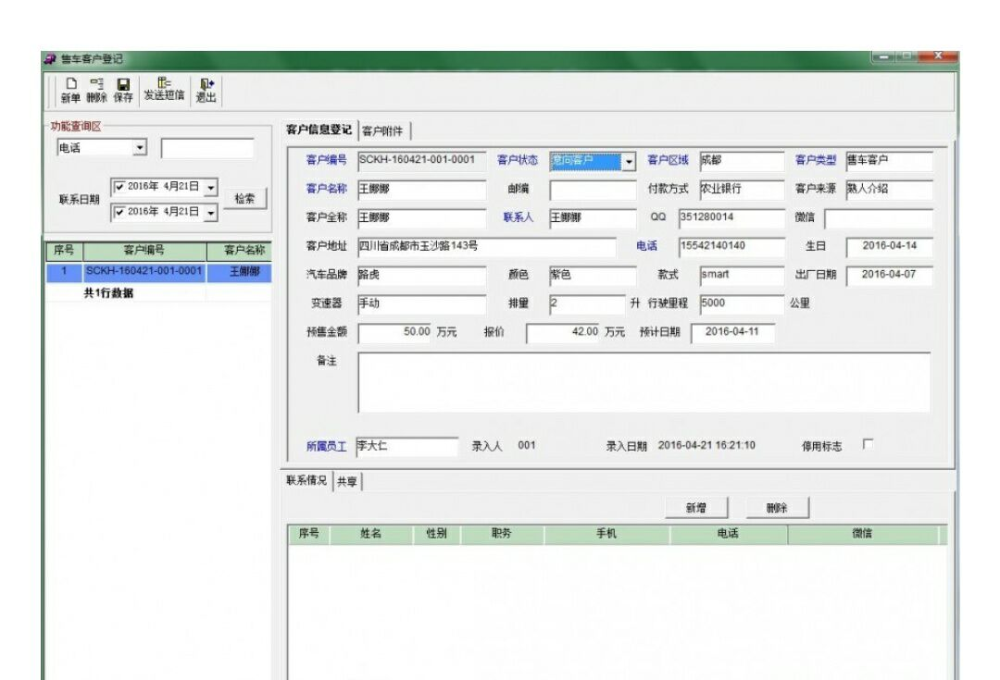 售车客户登记
新单 删除 保存 发送短信 退出
功能查询区
电话
联系日期 2016年 4月21日
2016年 4月21日
检索
序号 客户编号 客户名称
1 SCKH-160421-001-0001 王娜娜
共1行数据
客户信息登记 客户附件
客户编号 SCKH-160421-001-0001 客户状态 意向客户 客户区域 成都 客户类型 售车客户
客户名称 王娜娜 邮编 付款方式 农业银行 客户来源 熟人介绍
客户全称 王娜娜 联系人 王娜娜 QQ 351280014 微信
客户地址 四川省成都市玉沙路143号 电话 15542140140 生日 2016-04-14
汽车品牌 路虎 颜色 紫色 款式 smart 出厂日期 2016-04-07
变速器 手动 排量 2 升 行驶里程 5000 公里
预售金额 50.00 万元 报价 42.00 万元 预计日期 2016-04-11
备注
所属员工 李大仁 录入人 001 录入日期 2016-04-21 16:21:10 停用标志
联系情况 共享
新增 删除
序号 姓名 性别 职务 手机 电话 微信